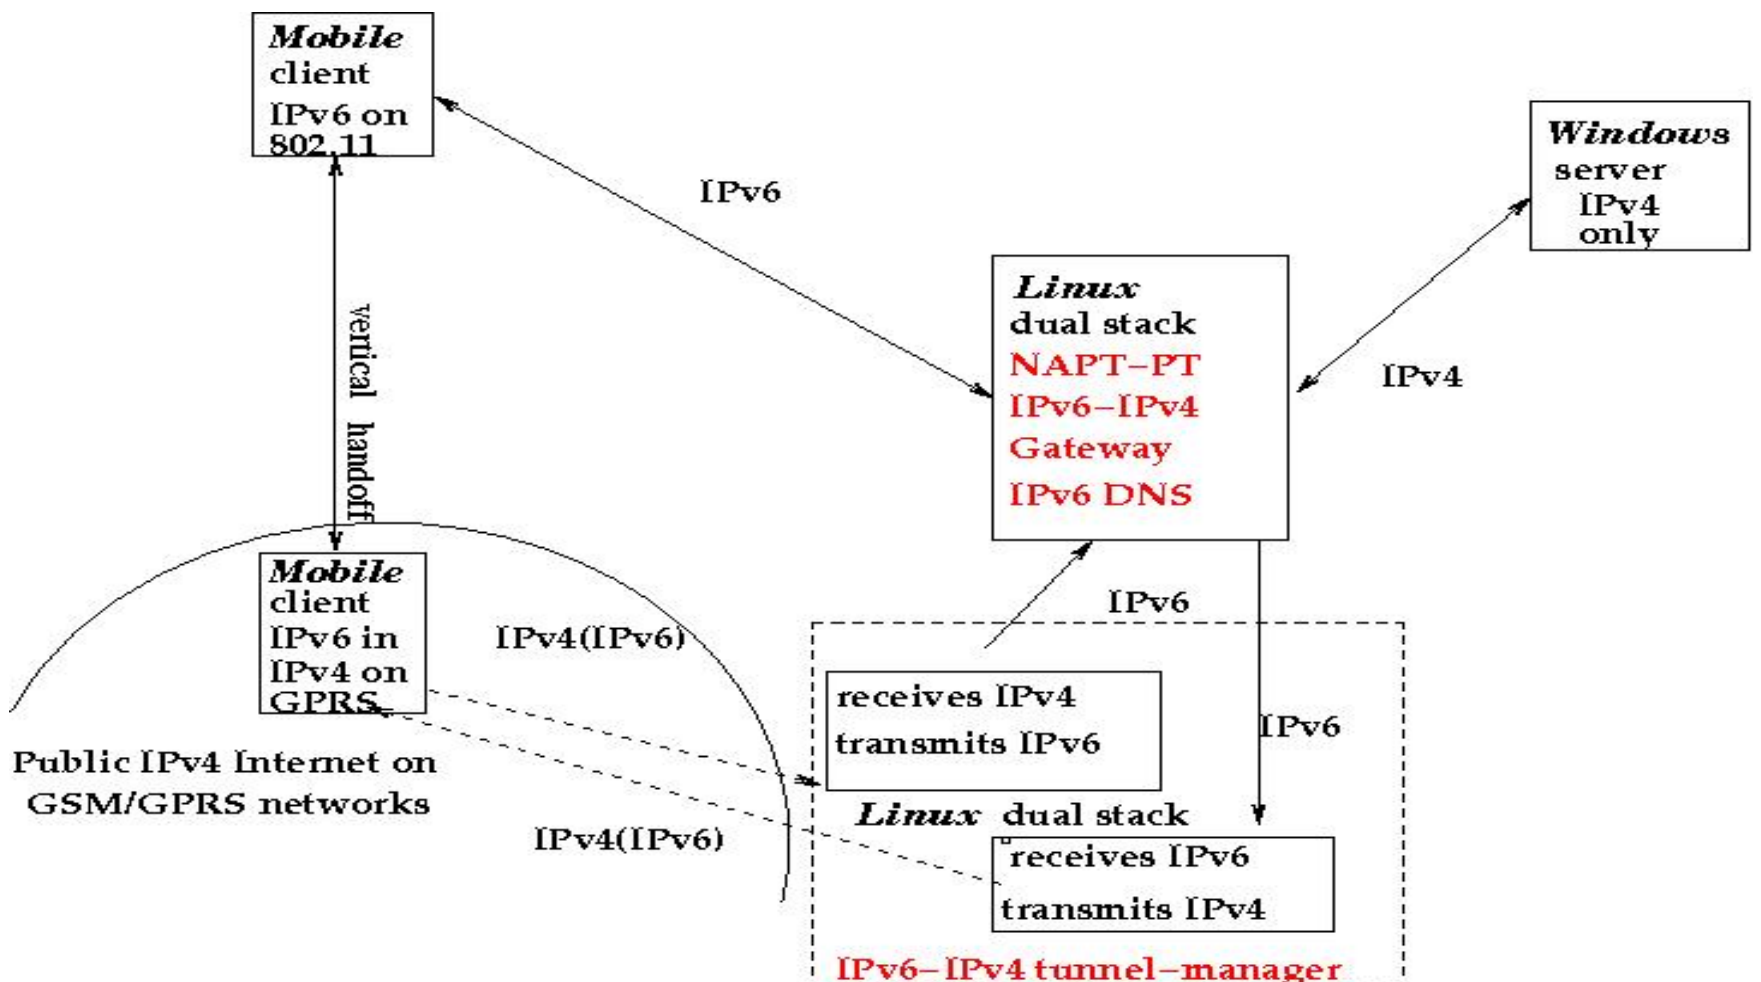 Mobile
client
IPv6 on
802.11
IPv6
Windows
server
IPv4
only
Linux
dual stack
NAPT-PT
IPv6-IPv4
Gateway
IPv6 DNS
IPv4
vertical handoff
Mobile
client
IPv6 in
IPv4 on
GPRS
IPv4(IPv6)
IPv6
receives IPv4
transmits IPv6
IPv6
Public IPv4 Internet on
GSM/GPRS networks
IPv4(IPv6)
Linux dual stack
receives IPv6
transmits IPv4
IPv6-IPv4 tunnel-manager